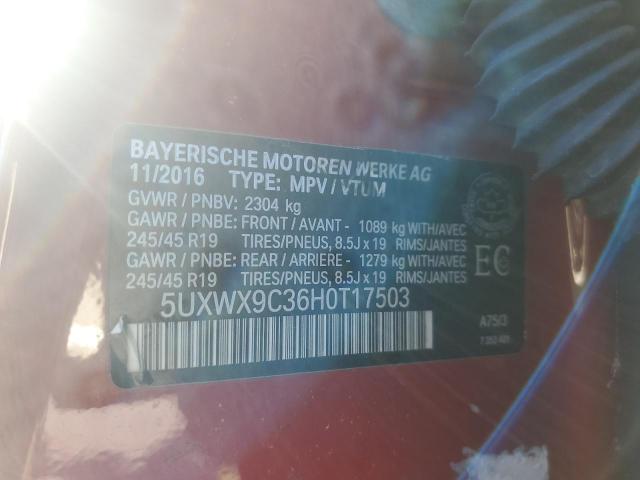 BAYERISCHE MOTOREN WERKE AG
11/2016 TYPE: MPV / VTUM
GVWR / PNBV: 2304 kg
GAWR / PNBE: FRONT / AVANT - 1089 kg WITH/AVEC
245/45 R19 TIRES/PNEUS, 8.5J x 19 RIMS/JANTES
GAWR / PNBE: REAR / ARRIERE - 1279 kg WITH/AVEC
245/45 R19 TIRES/PNEUS, 8.5J x 19 RIMS/JANTES
EC
5UXWX9C36H0T17503
A75/3